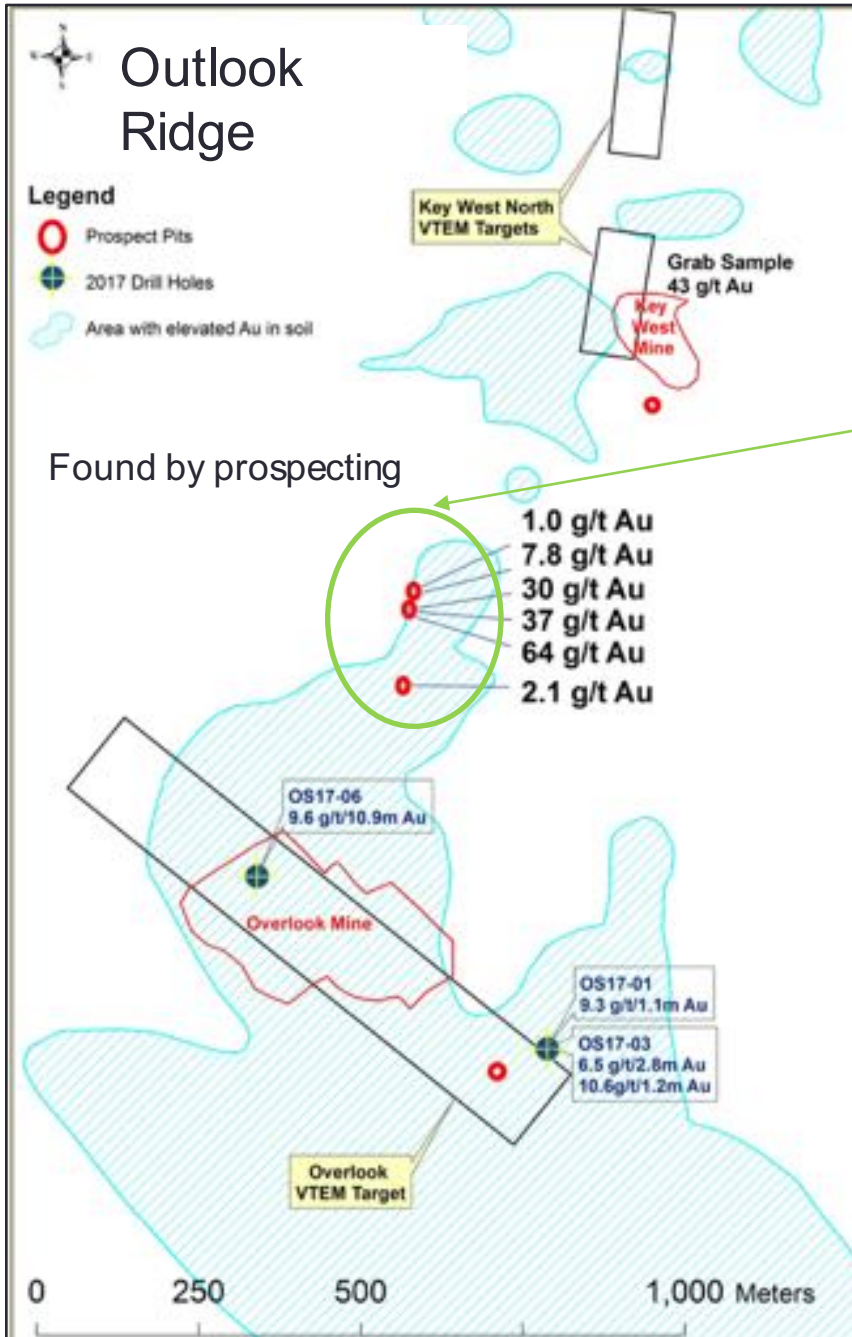 N
Outlook
Ridge
Legend
Prospect Pits
2017 Drill Holes
Area with elevated Au in soil
Key West North
VTEM Targets
Grab Sample
43 g/t Au
Key
West
Mine
Found by prospecting
1.0 g/t Au
7.8 g/t Au
30 g/t Au
37 g/t Au
64 g/t Au
2.1 g/t Au
OS17-06
9.6 g/t/10.9m Au
Overlook Mine
OS17-01
9.3 g/t/1.1m Au
OS17-03
6.5 g/t/2.8m Au
10.6g/t/1.2m Au
Overlook
VTEM Target
0 250 500 1,000 Meters